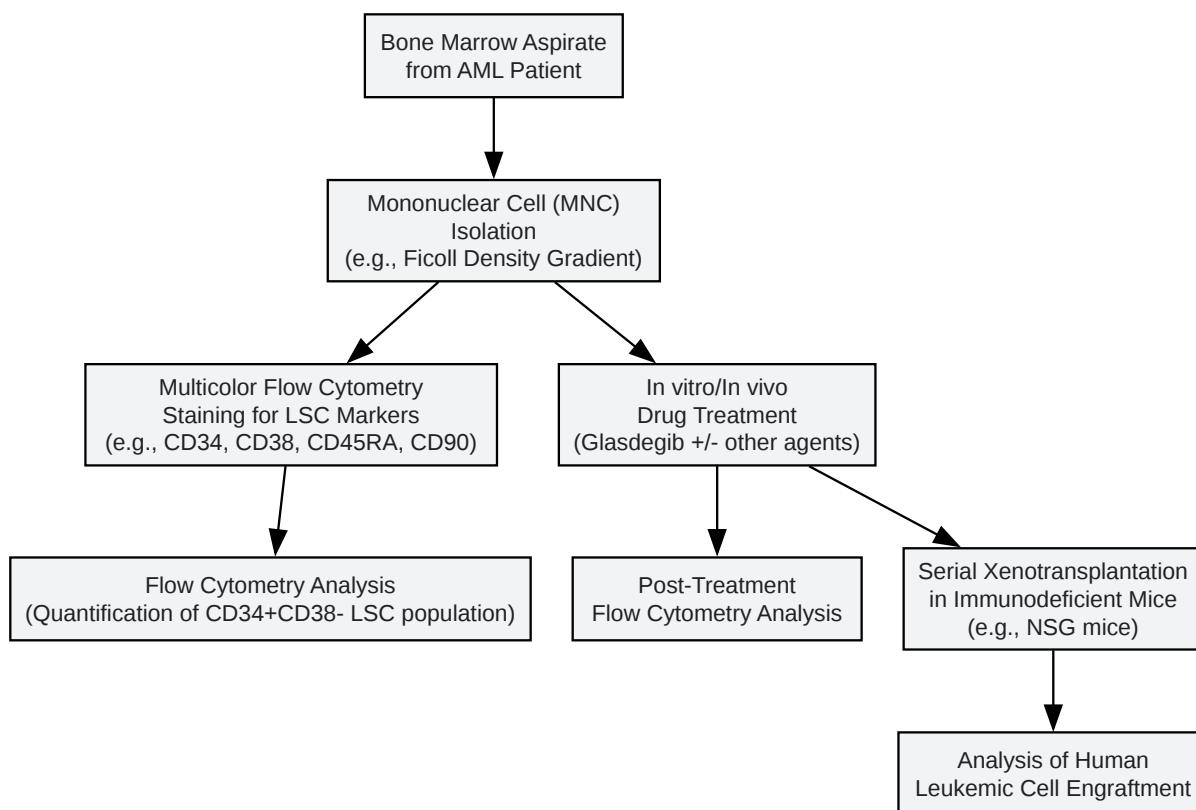 Bone Marrow Aspirate
from AML Patient
Mononuclear Cell (MNC)
Isolation
(e.g., Ficoll Density Gradient)
Multicolor Flow Cytometry
Staining for LSC Markers
(e.g., CD34, CD38, CD45RA, CD90)
In vitro/In vivo
Drug Treatment
(Glasdegib +/- other agents)
Flow Cytometry Analysis
(Quantification of CD34+CD38- LSC population)
Post-Treatment
Flow Cytometry Analysis
Serial Xenotransplantation
in Immunodeficient Mice
(e.g., NSG mice)
Analysis of Human
Leukemic Cell Engraftment